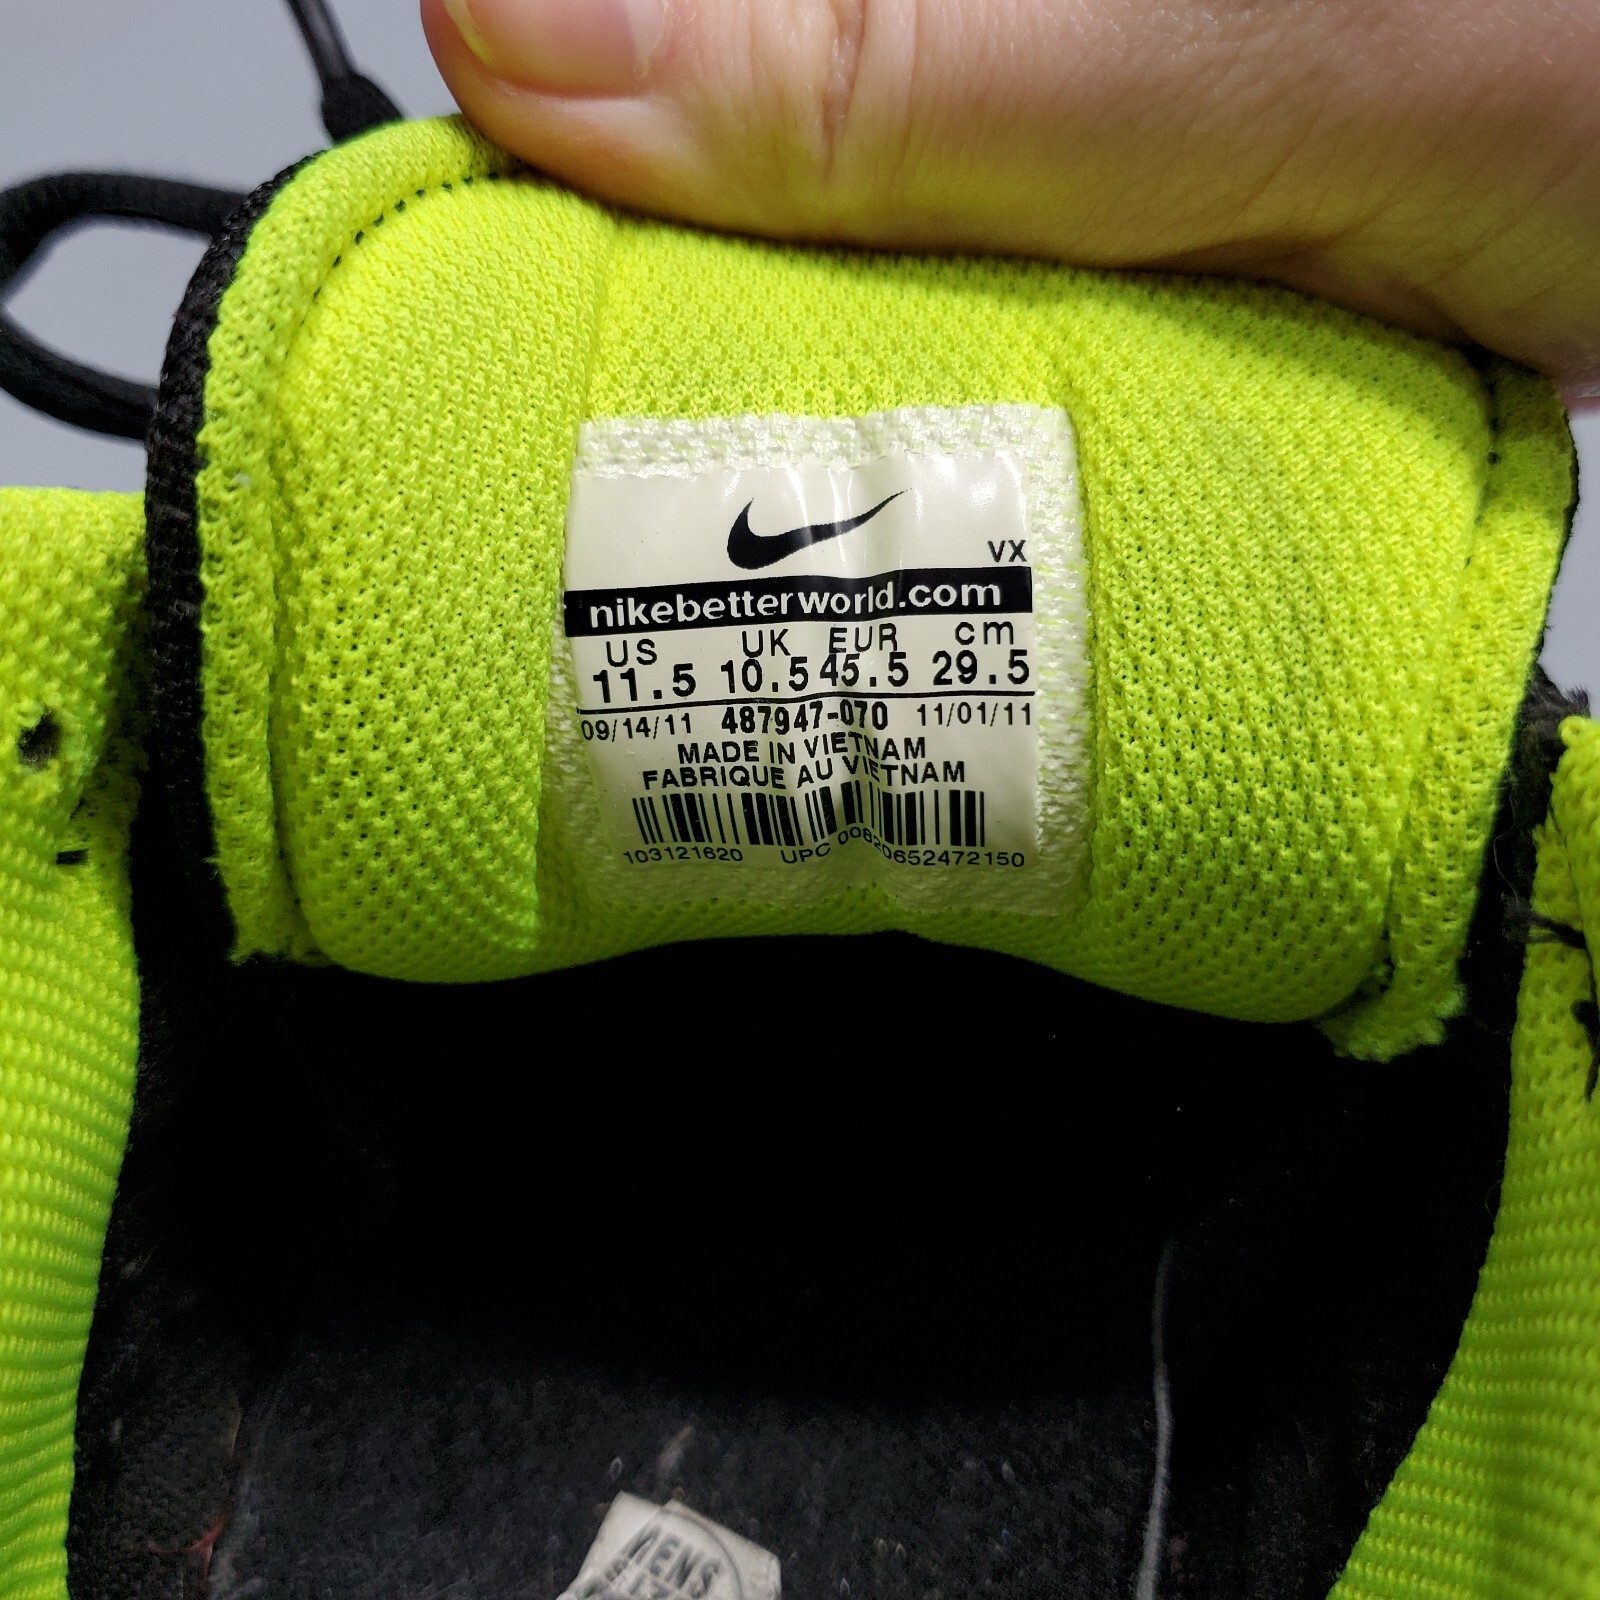 VX
nikebetterworld.com
US UK EUR cm
11.5 10.5 45.5 29.5
09/14/11 487947-070 11/01/11
MADE IN VIETNAM
FABRIQUE AU VIETNAM
103121620 UPC 00820652472150
MENS